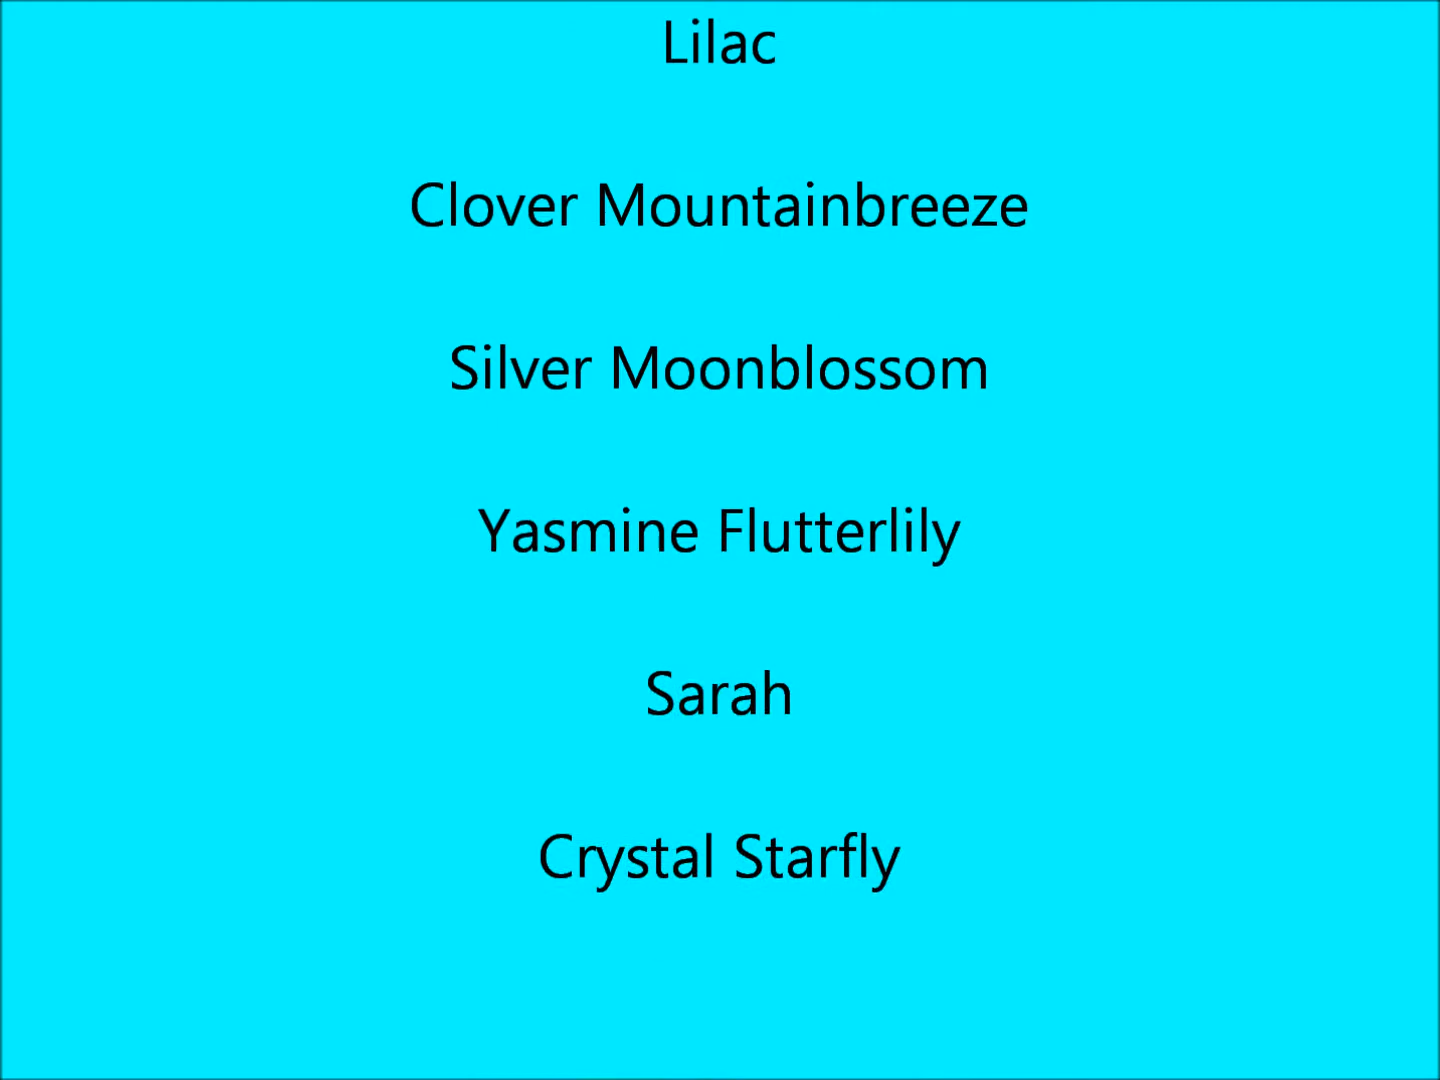 Lilac
Clover Mountainbreeze
Silver Moonblossom
Yasmine Flutterlily
Sarah
Crystal Starfly